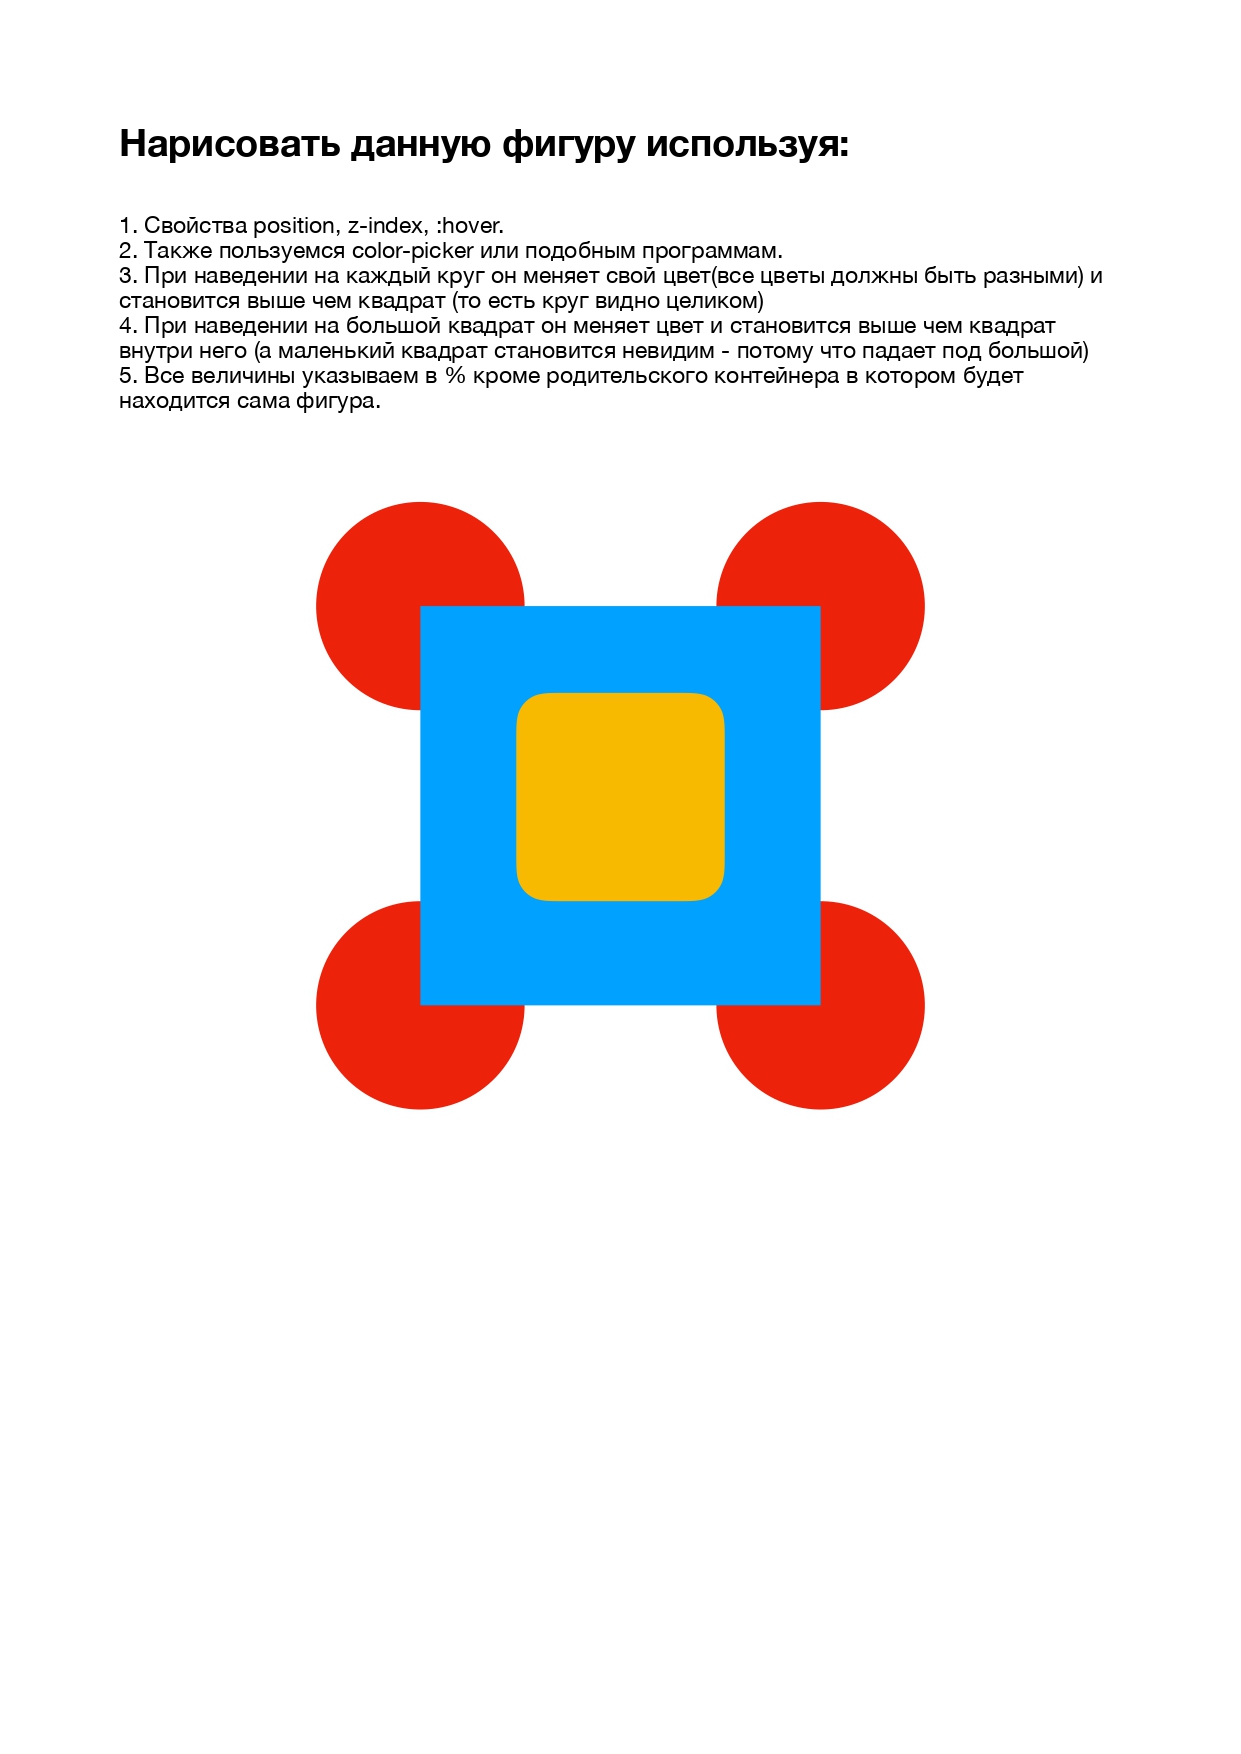 Нарисовать данную фигуру используя:
1. Свойства position, z-index, :hover.
2. Также пользуемся color-picker или подобным программам.
3. При наведении на каждый круг он меняет свой цвет(все цветы должны быть разными) и
становится выше чем квадрат (то есть круг видно целиком)
4. При наведении на большой квадрат он меняет цвет и становится выше чем квадрат
внутри него (а маленький квадрат становится невидим - потому что падает под большой)
5. Все величины указываем в % кроме родительского контейнера в котором будет
находится сама фигура.